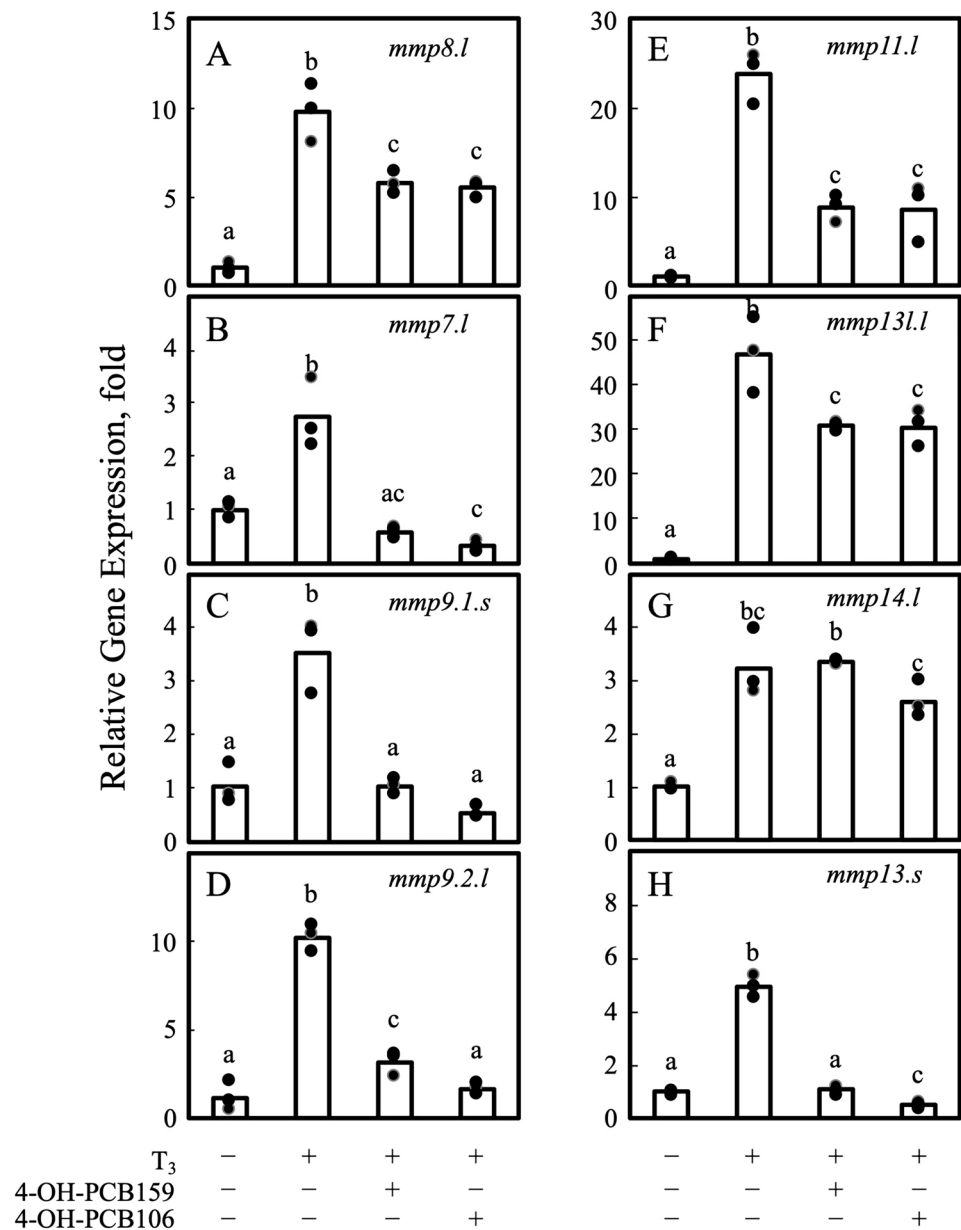 Relative Gene Expression, fold
A mmp8.l
15
10
5
0
a b c c
B mmp7.l
4
3
2
1
0
a b ac c
C mmp9.1.s
4
3
2
1
0
a b a a
D mmp9.2.l
10
5
0
a b c a
E mmp11.l
30
20
10
0
a b c c
F mmp13l.l
50
40
30
20
10
0
a b c c
G mmp14.l
4
3
2
1
0
a bc b c
H mmp13.s
8
6
4
2
0
a b a c
T3 − + + + − + + +
4-OH-PCB159 − − + − − − + −
4-OH-PCB106 − − − + − − − +